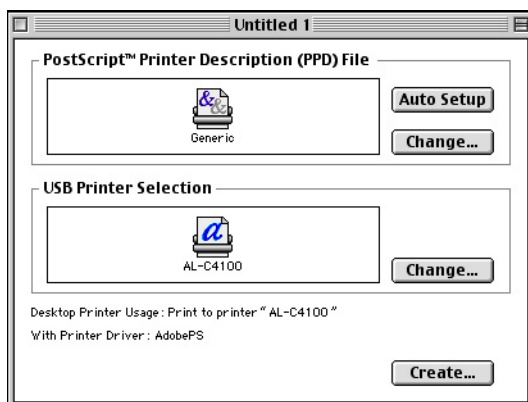 Untitled 1
PostScript™ Printer Description (PPD) File
Generic
Auto Setup
Change...
USB Printer Selection
AL-C4100
Change...
Desktop Printer Usage : Print to printer “AL-C4100”
With Printer Driver : AdobePS
Create...